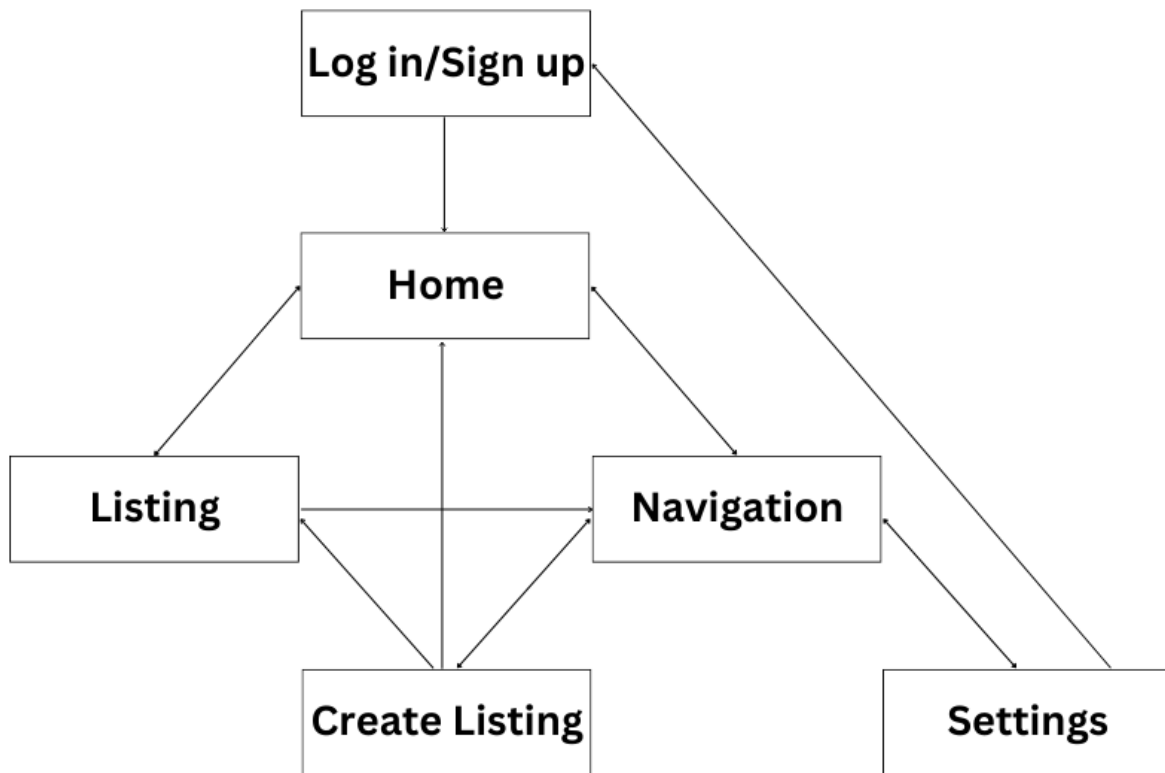 Log in/Sign up
Home
Listing
Navigation
Create Listing
Settings